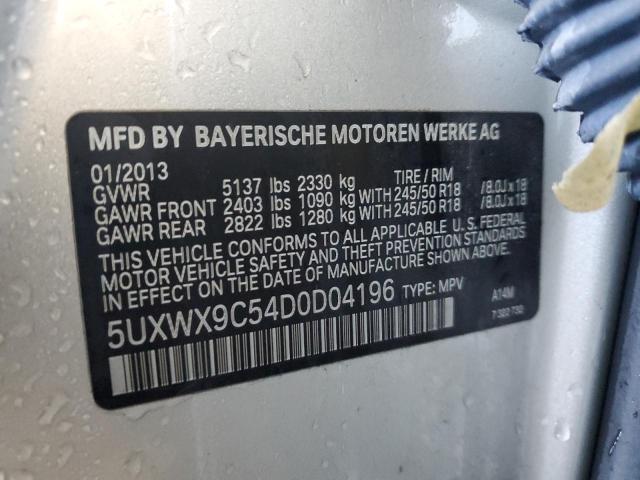 MFD BY BAYERISCHE MOTOREN WERKE AG
01/2013 TIRE / RIM
GVWR 5137 lbs 2330 kg
GAWR FRONT 2403 lbs 1090 kg WITH 245/50 R18 /8.0J x 18
GAWR REAR 2822 lbs 1280 kg WITH 245/50 R18 /8.0J x 18
THIS VEHICLE CONFORMS TO ALL APPLICABLE U.S. FEDERAL
MOTOR VEHICLE SAFETY AND THEFT PREVENTION STANDARDS
IN EFFECT ON THE DATE OF MANUFACTURE SHOWN ABOVE.
5UXWX9C54D0D04196 TYPE: MPV
A14M
7 322 732